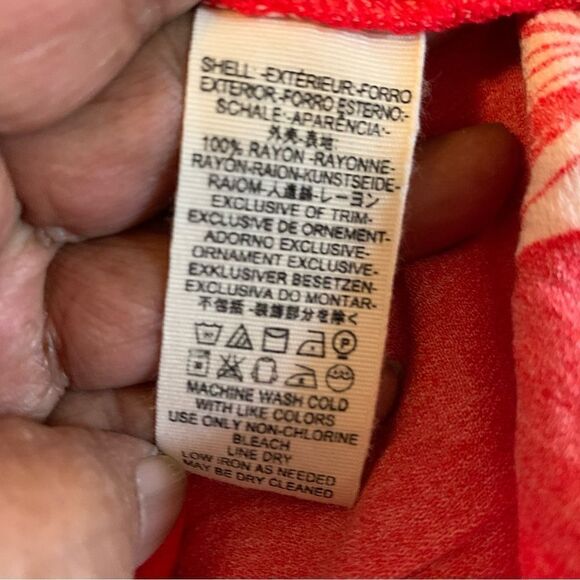 SHELL:-EXTÉRIEUR-FORRO
EXTERIOR-FORRO ESTERNO:-
SCHALE:-APARÊNCIA:-
外夹-表地:
100% RAYON -RAYONNE-
RAYÓN-RAION-KUNSTSEIDE-
RAIOM-人造絲-レーヨン
EXCLUSIVE OF TRIM-
EXCLUSIVE DE ORNEMENT-
ADORNO EXCLUSIVE-
ORNAMENT EXCLUSIVE-
EXKLUSIVER BESETZEN-
EXCLUSIVA DO MONTAR-
不包括-装飾部分を除く
MACHINE WASH COLD
WITH LIKE COLORS
USE ONLY NON-CHLORINE
BLEACH
LINE DRY
LOW IRON AS NEEDED
MAY BE DRY CLEANED